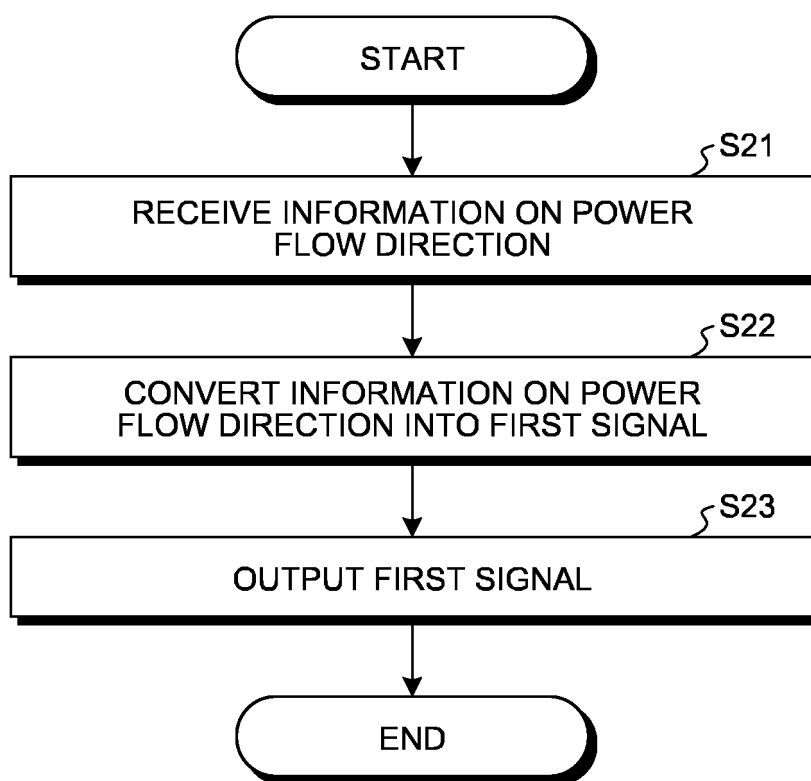 START
S21
RECEIVE INFORMATION ON POWER
FLOW DIRECTION
S22
CONVERT INFORMATION ON POWER
FLOW DIRECTION INTO FIRST SIGNAL
S23
OUTPUT FIRST SIGNAL
END